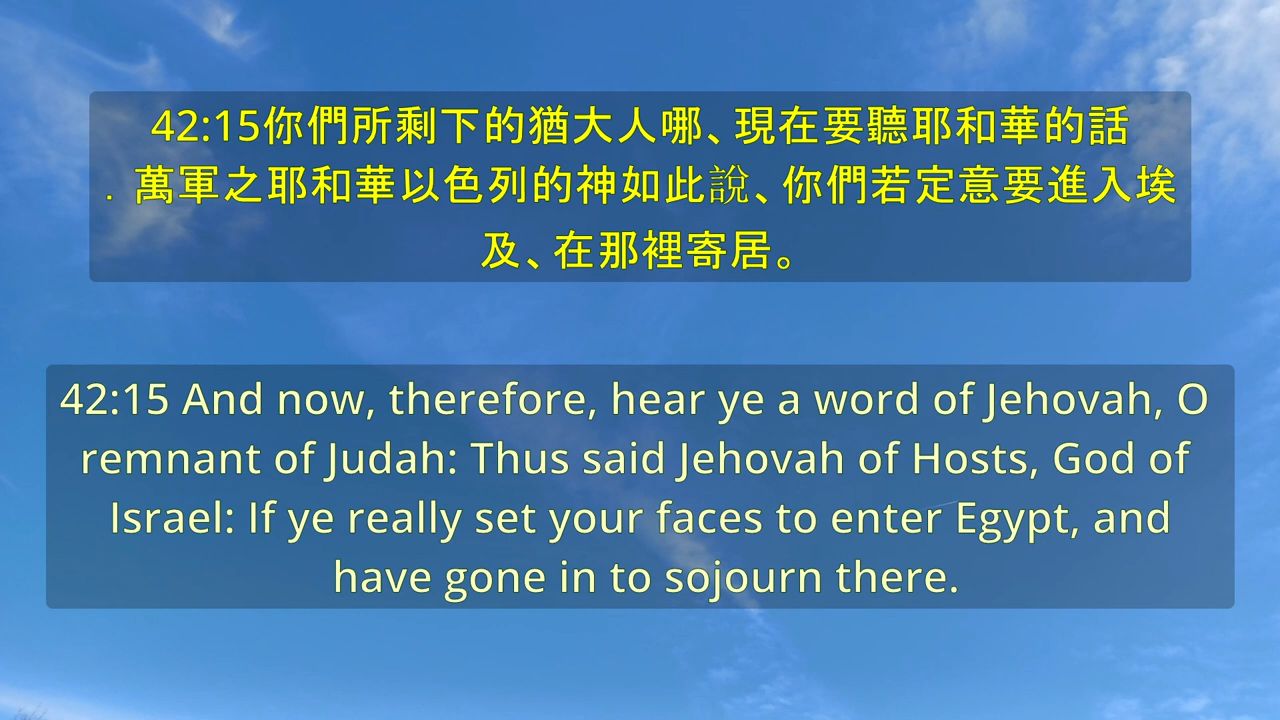 42:15你們所剩下的猶大人哪、現在要聽耶和華的話
．萬軍之耶和華以色列的神如此說、你們若定意要進入埃
及、在那裡寄居。
42:15 And now, therefore, hear ye a word of Jehovah, O
remnant of Judah: Thus said Jehovah of Hosts, God of
Israel: If ye really set your faces to enter Egypt, and
have gone in to sojourn there.